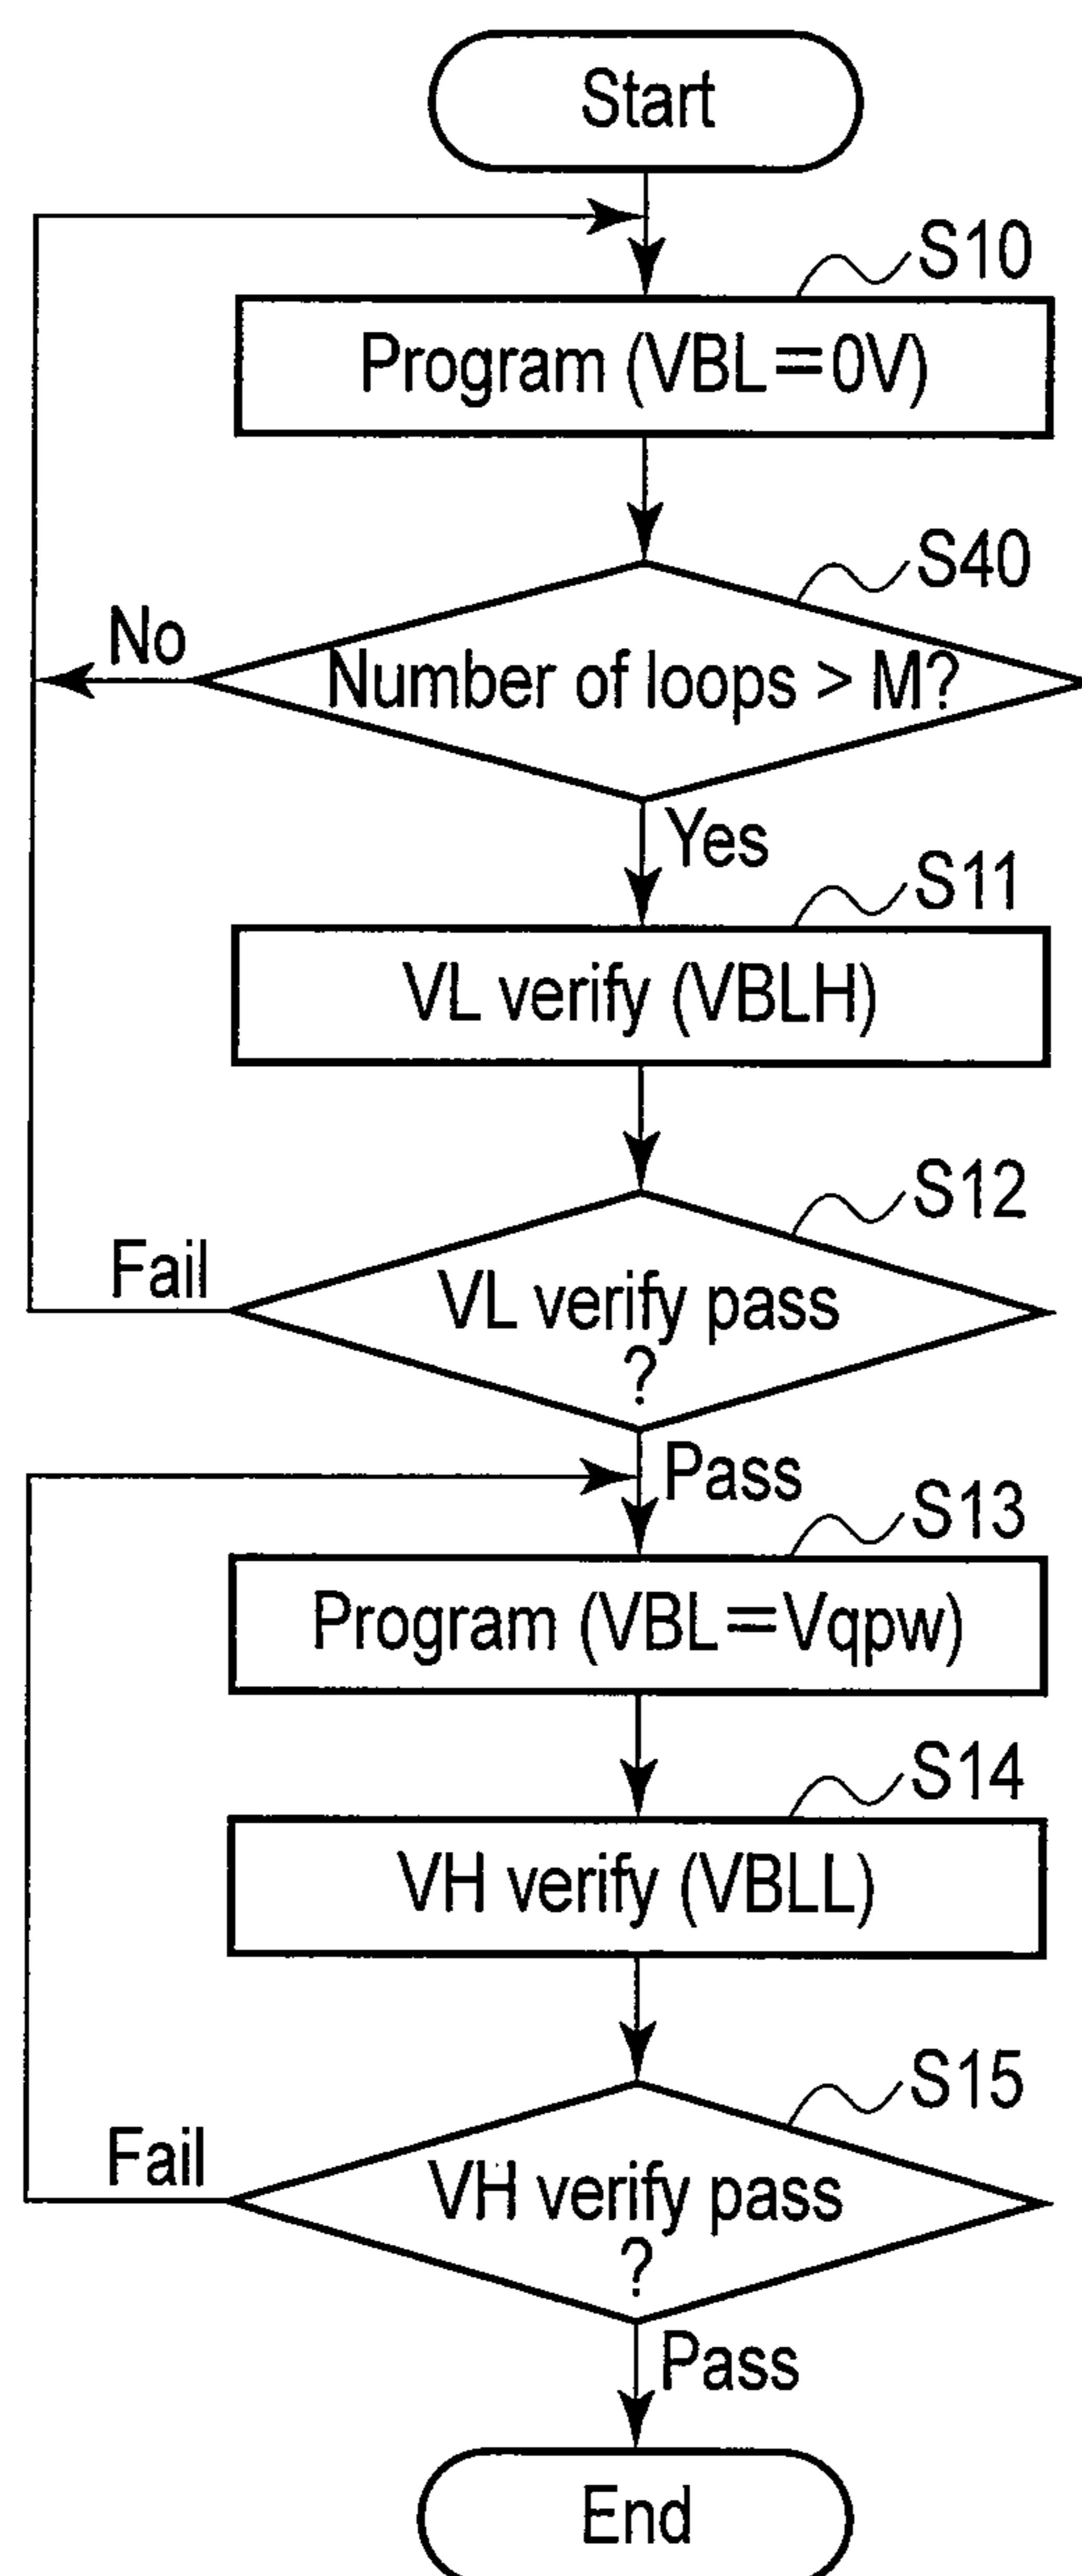 Start
S10
Program (VBL=0V)
S40
No
Number of loops > M?
Yes
S11
VL verify (VBLH)
S12
Fail
VL verify pass
?
Pass
S13
Program (VBL=Vqpw)
S14
VH verify (VBLL)
S15
Fail
VH verify pass
?
Pass
End